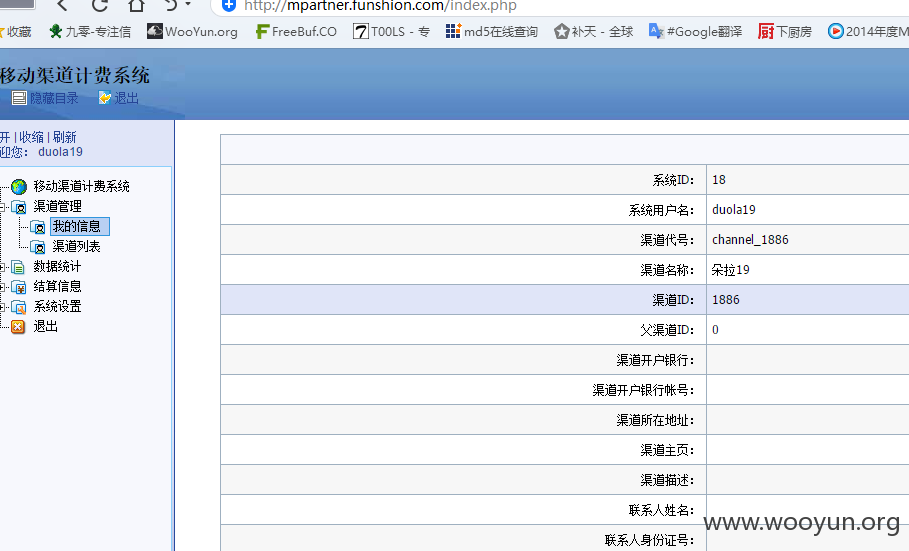 http://mpartner.funshion.com/index.php
收藏 九零-专注信 WooYun.org FreeBuf.COM T00LS - 专 md5在线查询 补天 - 全球 #Google翻译 下厨房 2014年度M
移动渠道计费系统
隐藏目录 退出
开 | 收缩 | 刷新
迎您： duola19
移动渠道计费系统
渠道管理
我的信息
渠道列表
数据统计
结算信息
系统设置
退出
系统ID： 18
系统用户名： duola19
渠道代号： channel_1886
渠道名称： 朵拉19
渠道ID： 1886
父渠道ID： 0
渠道开户银行：
渠道开户银行帐号：
渠道所在地址：
渠道主页：
渠道描述：
联系人姓名：
联系人身份证号：
www.wooyun.org